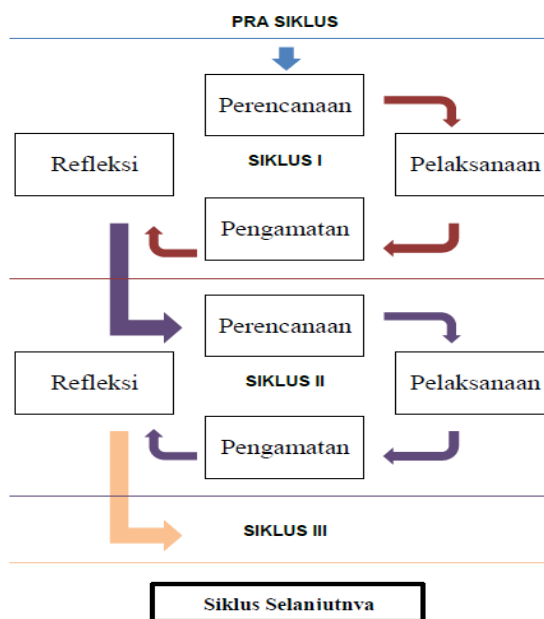 PRA SIKLUS
Perencanaan
Refleksi
SIKLUS I
Pelaksanaan
Pengamatan
Perencanaan
Refleksi
SIKLUS II
Pelaksanaan
Pengamatan
SIKLUS III
Siklus Selanjutnya